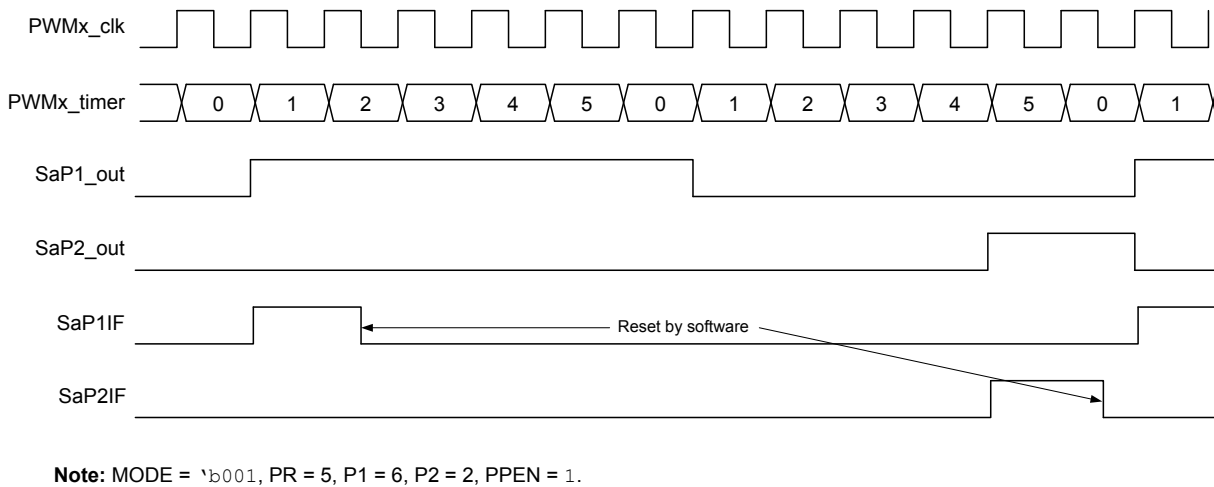 PWMx_clk
PWMx_timer 0 1 2 3 4 5 0 1 2 3 4 5 0 1
SaP1_out
SaP2_out
SaP1IF
Reset by software
SaP2IF
Note: MODE = ‘b001, PR = 5, P1 = 6, P2 = 2, PPEN = 1.